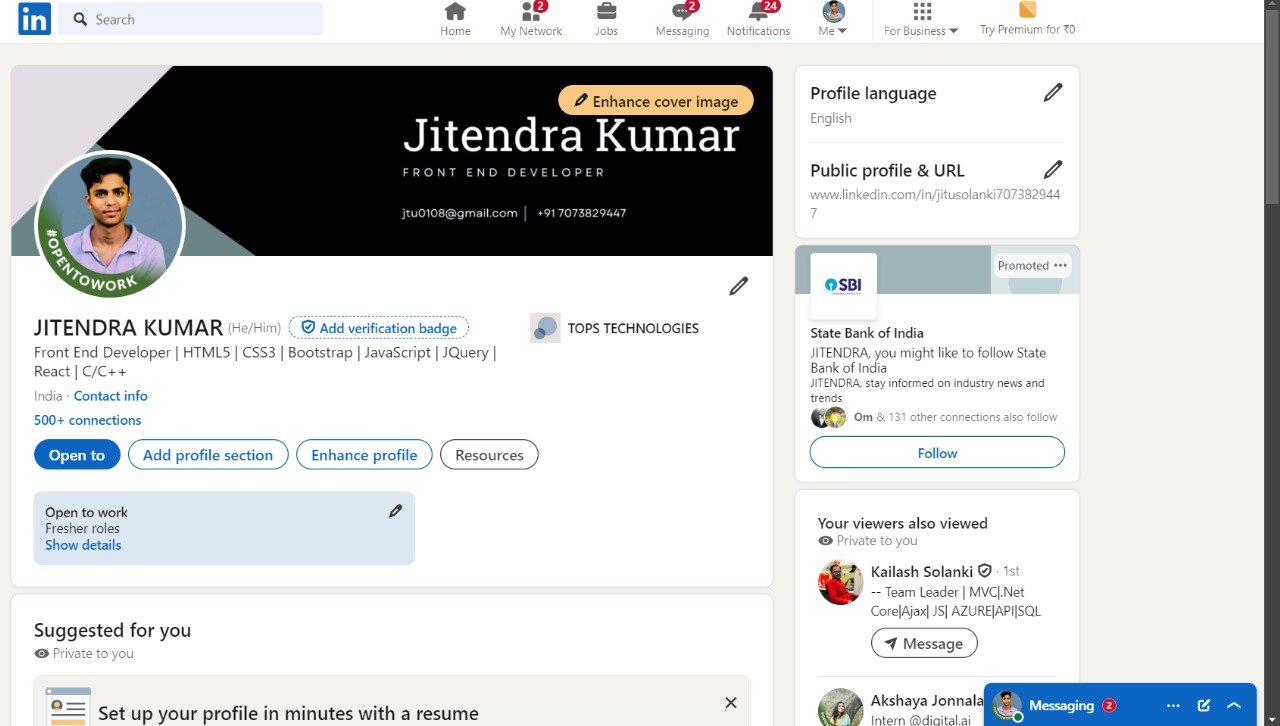 in
Search
2
2
24
Home
My Network
Jobs
Messaging
Notifications
Me
For Business
Try Premium for ₹0
Enhance cover image
Jitendra Kumar
FRONT END DEVELOPER
jtu0108@gmail.com | +91 7073829447
#OPENTOWORK
JITENDRA KUMAR (He/Him) Add verification badge
TOPS TECHNOLOGIES
Front End Developer | HTML5 | CSS3 | Bootstrap | JavaScript | JQuery |
React | C/C++
India · Contact info
500+ connections
Open to
Add profile section
Enhance profile
Resources
Open to work
Fresher roles
Show details
Suggested for you
Private to you
Set up your profile in minutes with a resume
Profile language
English
Public profile & URL
www.linkedin.com/in/jitusolanki707382944
7
Promoted ···
SBI
State Bank of India
JITENDRA, you might like to follow State
Bank of India
JITENDRA, stay informed on industry news and
trends
Om & 131 other connections also follow
Follow
Your viewers also viewed
Private to you
Kailash Solanki · 1st
-- Team Leader | MVC|.Net
Core|Ajax| JS| AZURE|API|SQL
Message
Akshaya Jonnala
Intern @digital.ai
Messaging 2 ···